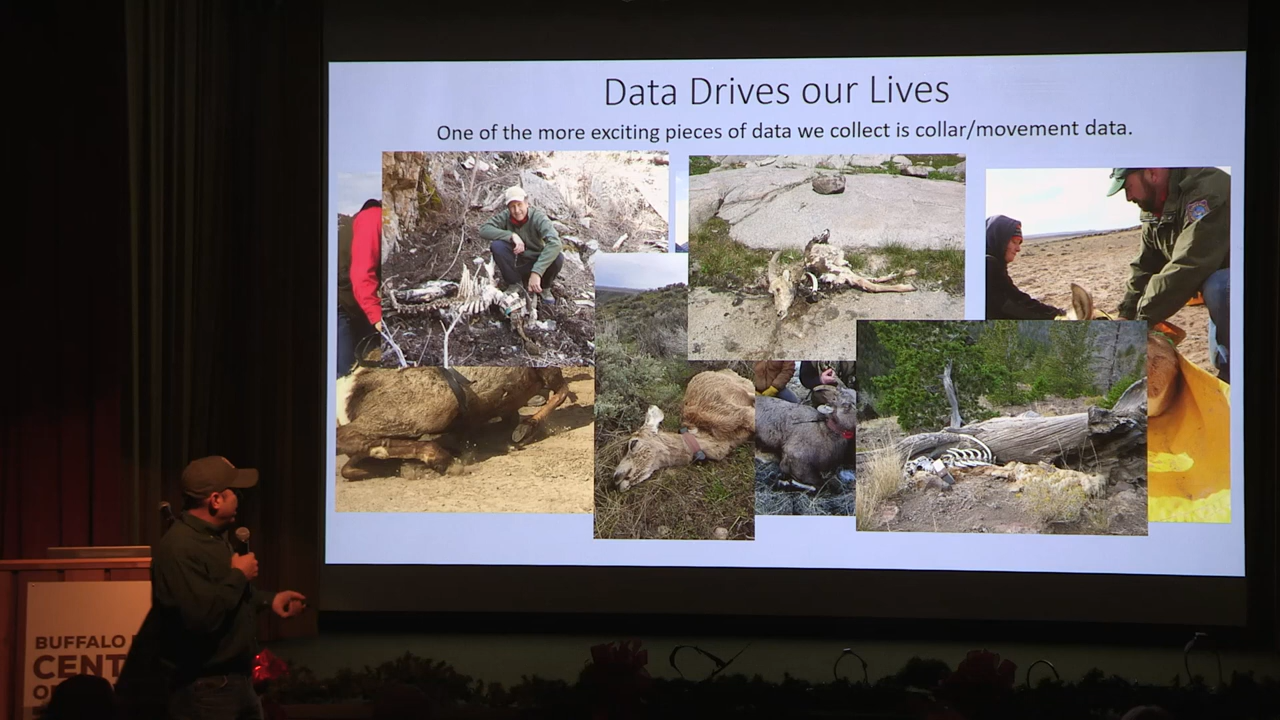 Data Drives our Lives
One of the more exciting pieces of data we collect is collar/movement data.
BUFFALO
CENT
O